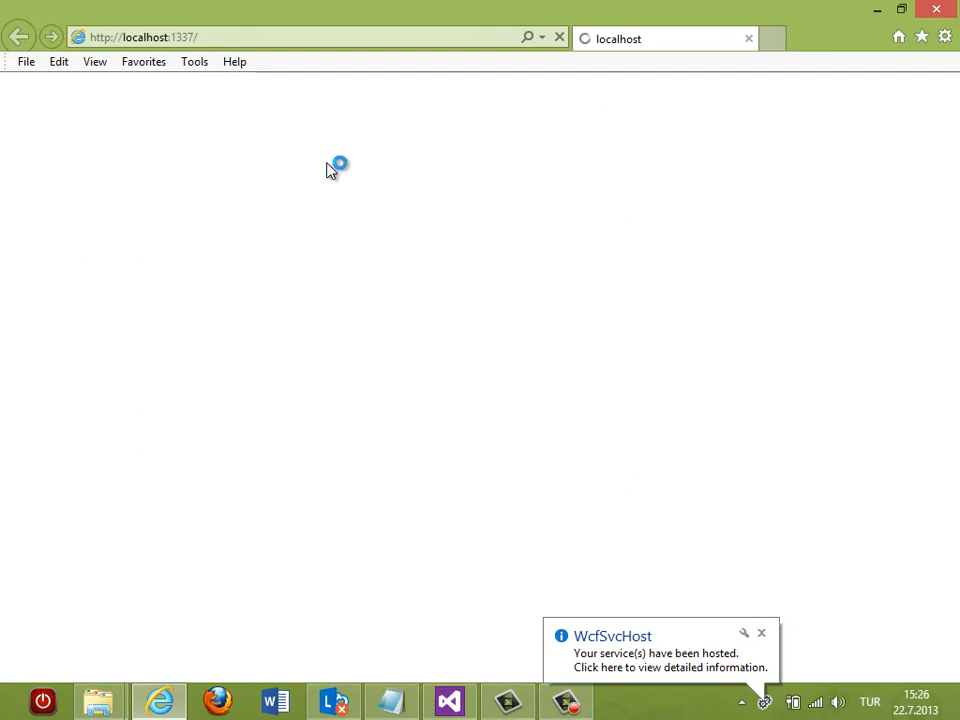 http://localhost:1337/
localhost
File Edit View Favorites Tools Help
WcfSvcHost
Your service(s) have been hosted.
Click here to view detailed information.
TUR
15:26
22.7.2013